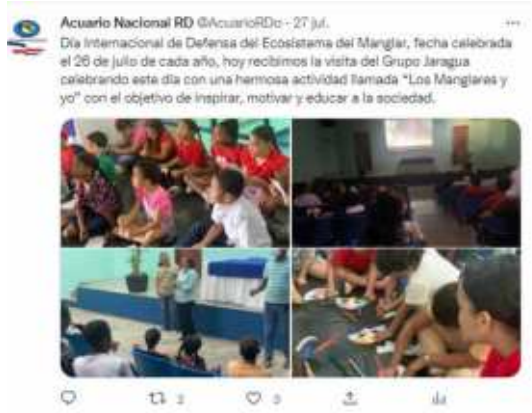 Acuario Nacional RD @AcuarioRDo · 27 jul.
Día Internacional de Defensa del Ecosistema del Manglar, fecha celebrada
el 26 de julio de cada año, hoy recibimos la visita del Grupo Jaragua
celebrando este día con una hermosa actividad llamada "Los Manglares y
yo" con el objetivo de inspirar, motivar y educar a la sociedad.